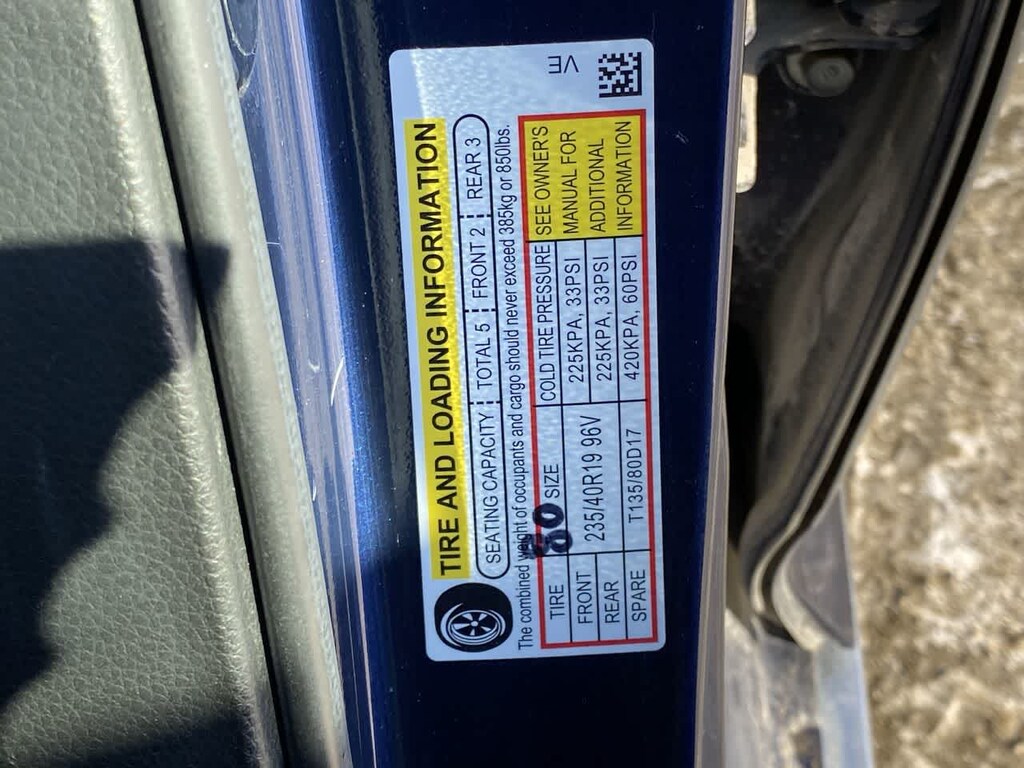 VE
TIRE AND LOADING INFORMATION
SEATING CAPACITY TOTAL 5 FRONT 2 REAR 3
The combined weight of occupants and cargo should never exceed 385kg or 850lbs.
TIRE SIZE COLD TIRE PRESSURE
FRONT 235/40R19 96V 225KPA, 33PSI
REAR 225KPA, 33PSI
SPARE T135/80D17 420KPA, 60PSI
SEE OWNER'S
MANUAL FOR
ADDITIONAL
INFORMATION